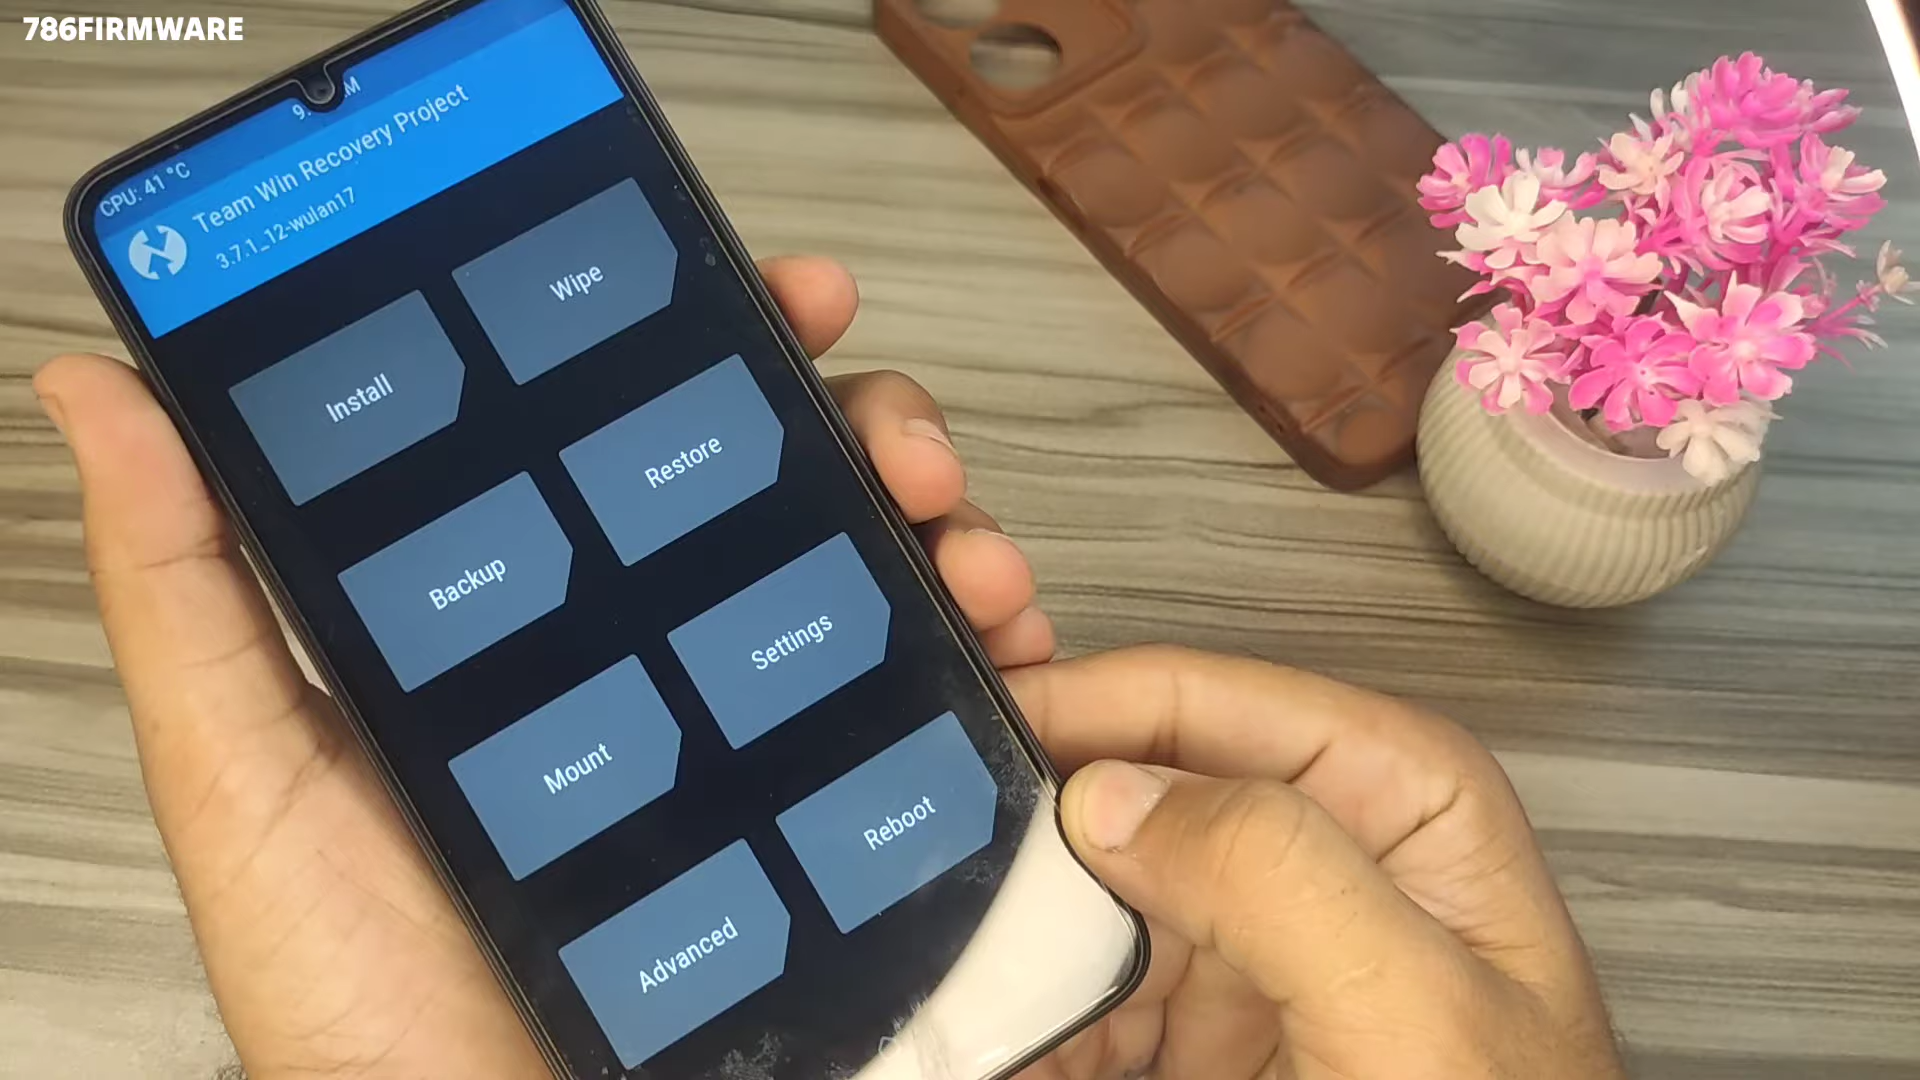 786FIRMWARE
CPU: 41 °C
Team Win Recovery Project
3.7.1_12-wulan17
Install
Wipe
Backup
Restore
Mount
Settings
Advanced
Reboot